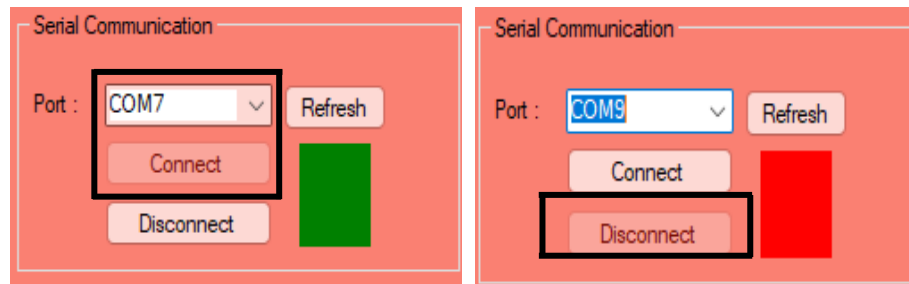 Serial Communication
Port : COM7 Refresh
Connect
Disconnect
Serial Communication
Port : COM9 Refresh
Connect
Disconnect